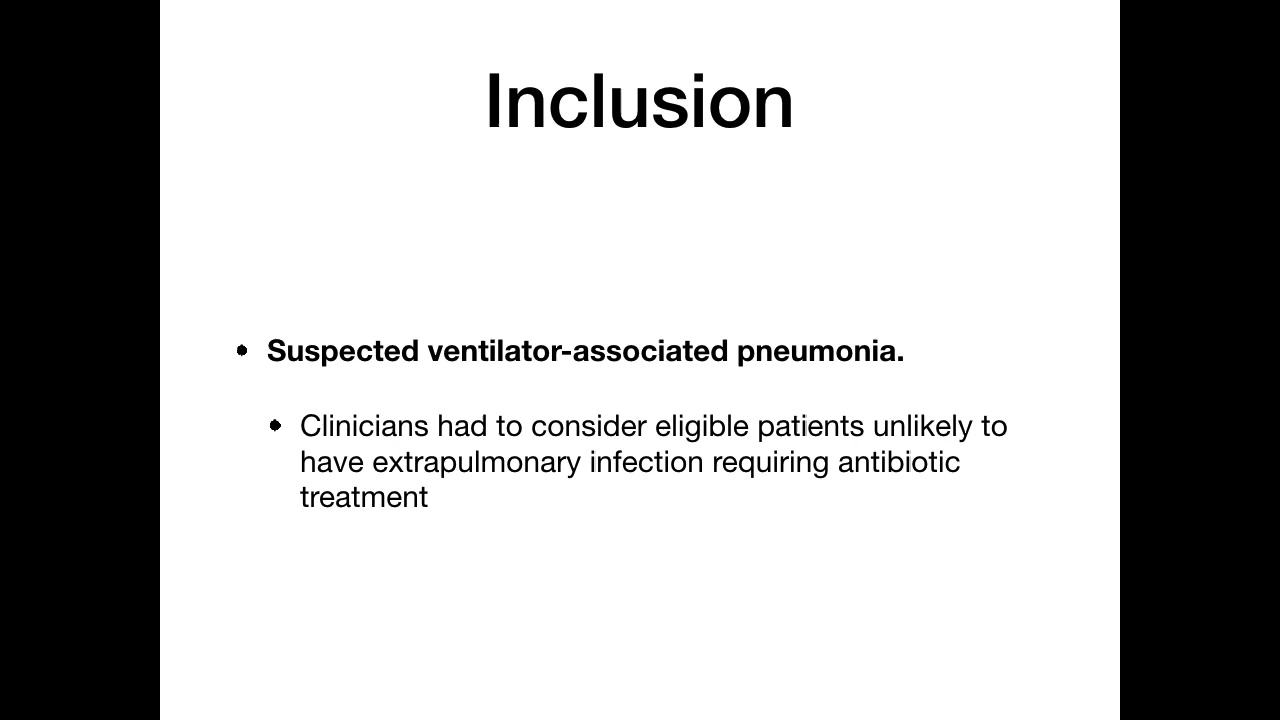 Inclusion
Suspected ventilator-associated pneumonia.
Clinicians had to consider eligible patients unlikely to
have extrapulmonary infection requiring antibiotic
treatment